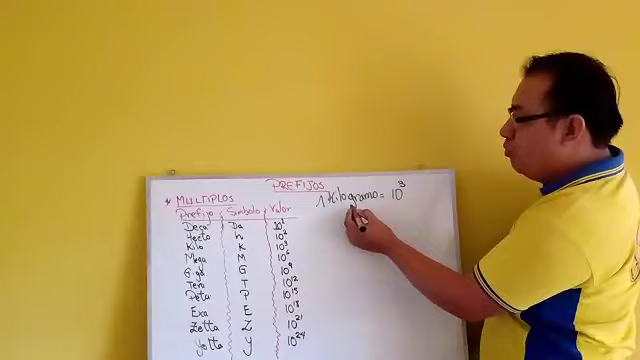 PREFIJOS
* MULTIPLOS
1 Kilogramo = 10³
Prefijo Símbolo Valor
Deca Da 10¹
Hecto h 10²
Kilo K 10³
Mega M 10⁶
Giga G 10⁹
Tera T 10¹²
Peta P 10¹⁵
Exa E 10¹⁸
Zetta Z 10²¹
Yotta y 10²⁴